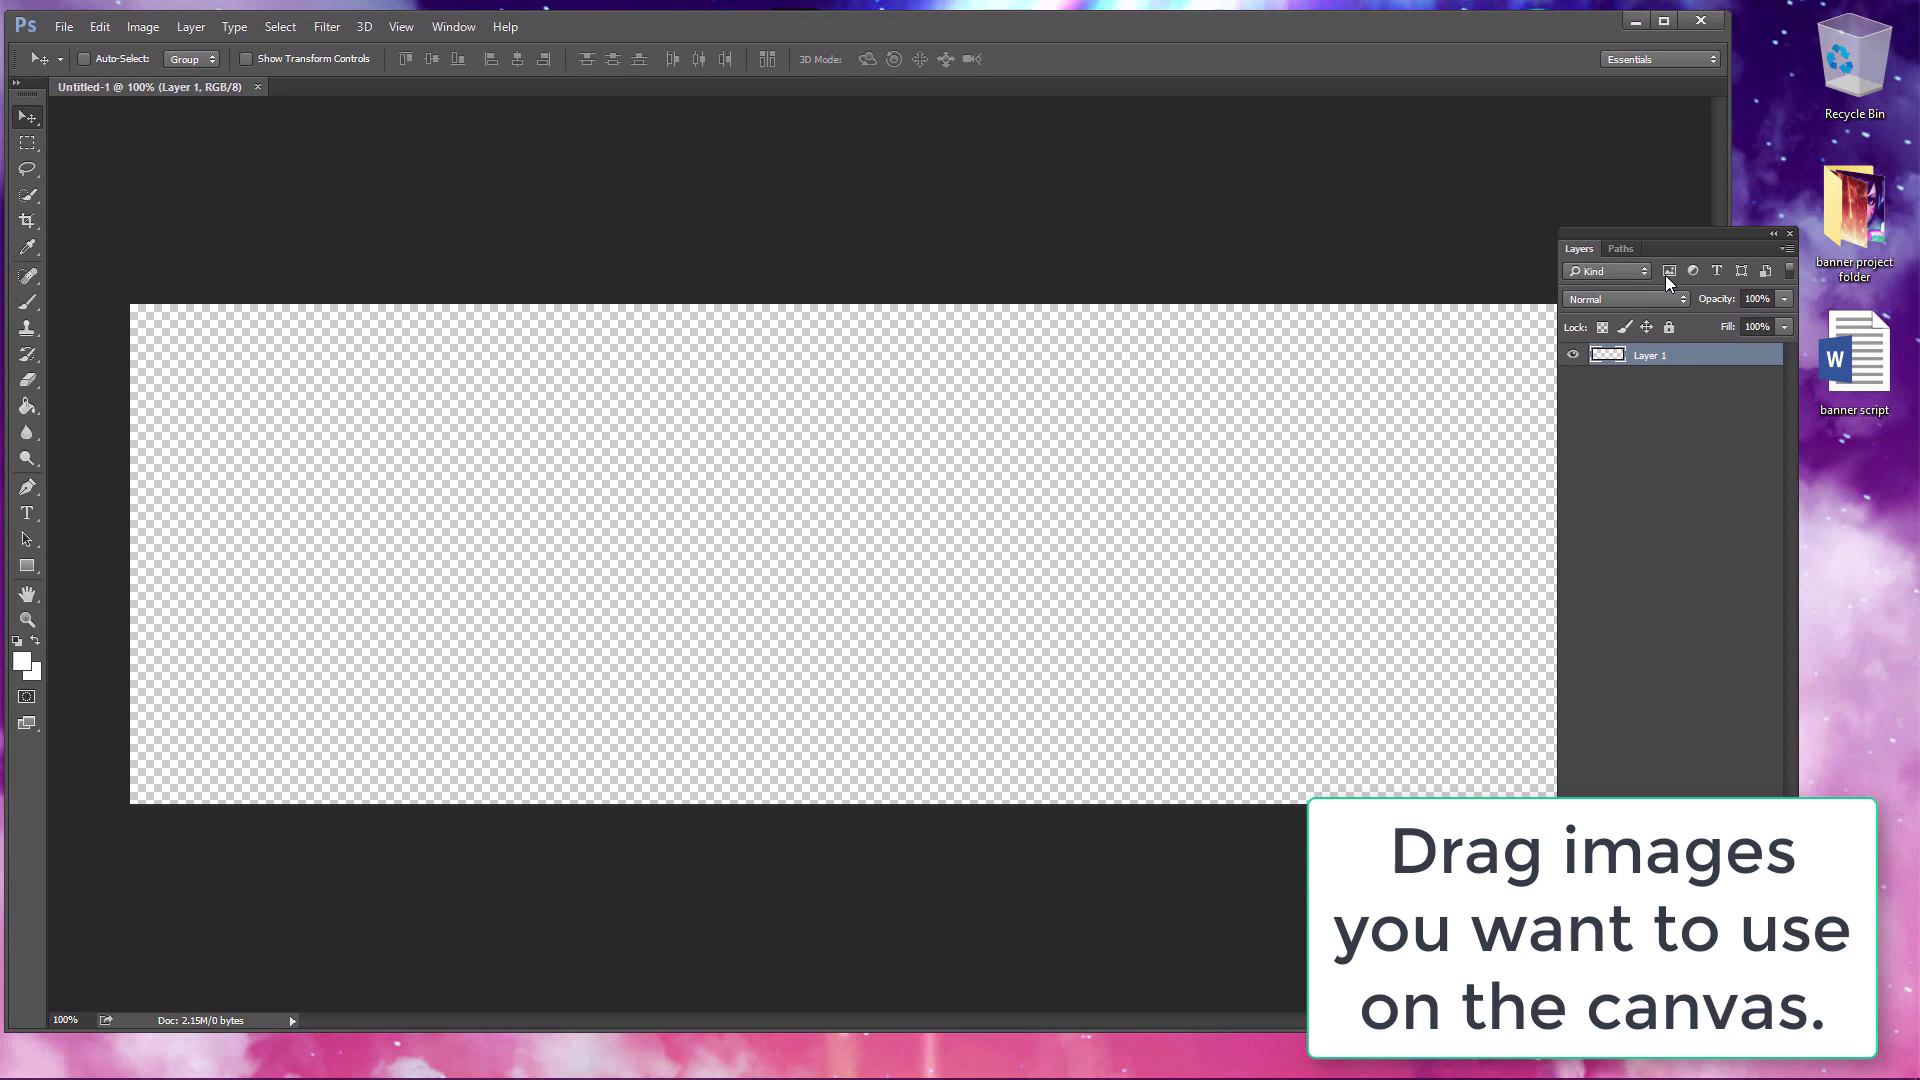 Ps File Edit Image Layer Type Select Filter 3D View Window Help
Auto-Select: Group Show Transform Controls 3D Mode: Essentials
Untitled-1 @ 100% (Layer 1, RGB/8) ×
Recycle Bin
banner project
folder
W
banner script
Layers Paths
Kind T
Normal Opacity: 100%
Lock: Fill: 100%
Layer 1
T
Drag images
you want to use
on the canvas.
100% Doc: 2.15M/0 bytes